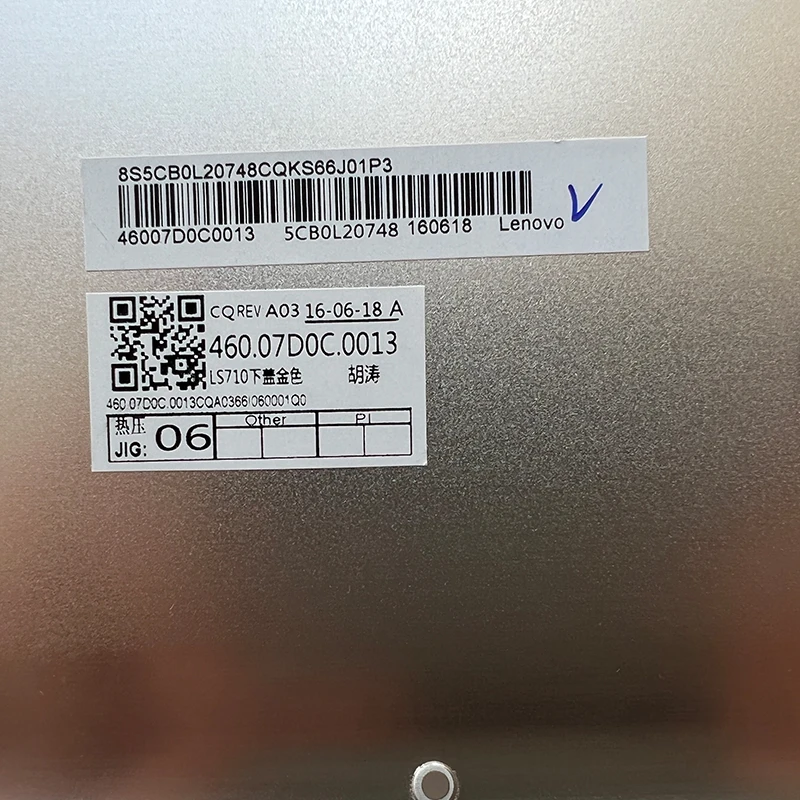 8S5CB0L20748CQKS66J01P3
46007D0C0013 5CB0L20748 160618 Lenovo
CQREV A03 16-06-18 A
460.07D0C.0013
LS710下盖金色 胡涛
460.07D0C.0013CQA0366I060001Q0
热压 Other PI
JIG: 06